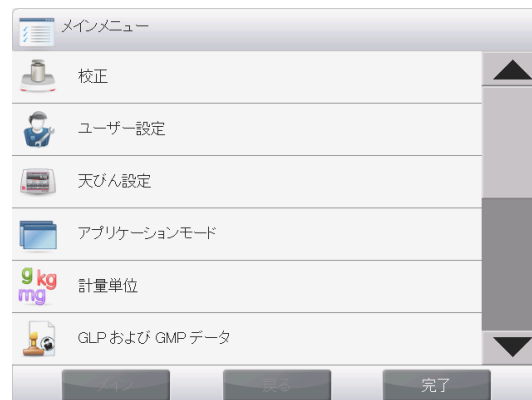 メインメニュー
校正
ユーザー設定
天びん設定
アプリケーションモード
g kg
mg
計量単位
GLP および GMP データ
メイン
戻る
完了